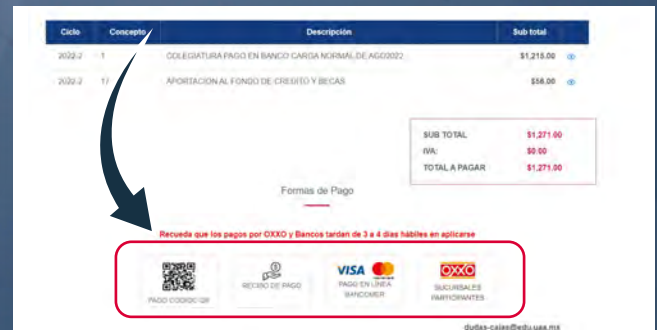 Ciclo Concepto Descripción Sub total
2022-2 1 COLEGIATURA PAGO EN BANCO CARGA NORMAL DE AGO2022 $1,215.00
2022-2 17 APORTACION AL FONDO DE CREDITO Y BECAS $56.00
SUB TOTAL $1,271.00
IVA: $0.00
TOTAL A PAGAR $1,271.00
Formas de Pago
Recueda que los pagos por OXXO y Bancos tardan de 3 a 4 días hábiles en aplicarse
PAGO CODIGO QR
RECIBO DE PAGO
VISA MasterCard
PAGO EN LÍNEA
BANCOMER
OXXO
SUCURSALES
PARTICIPANTES
dudas-cajas@edu.uaa.mx